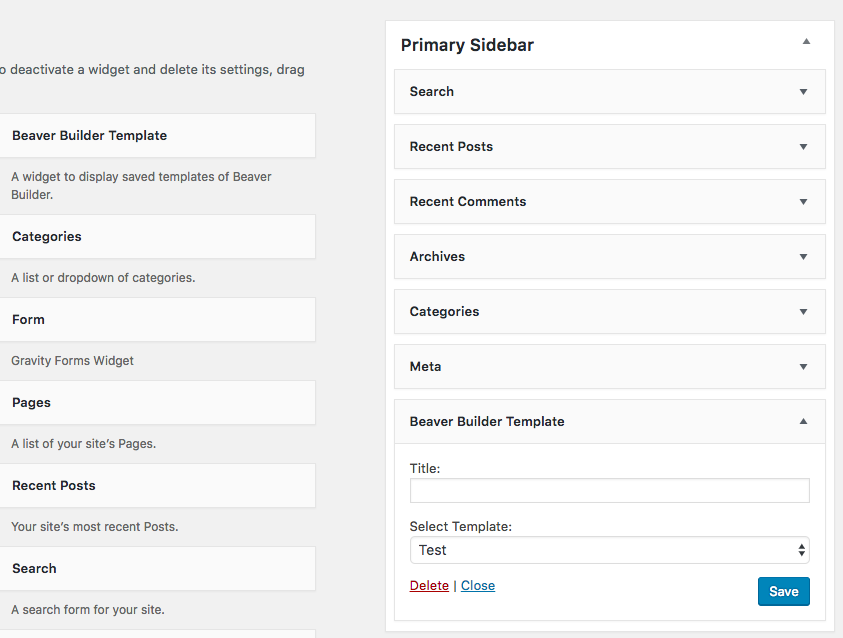 o deactivate a widget and delete its settings, drag
Beaver Builder Template
A widget to display saved templates of Beaver
Builder.
Categories
A list or dropdown of categories.
Form
Gravity Forms Widget
Pages
A list of your site’s Pages.
Recent Posts
Your site’s most recent Posts.
Search
A search form for your site.
Primary Sidebar
Search
Recent Posts
Recent Comments
Archives
Categories
Meta
Beaver Builder Template
Title:
Select Template:
Test
Delete | Close
Save